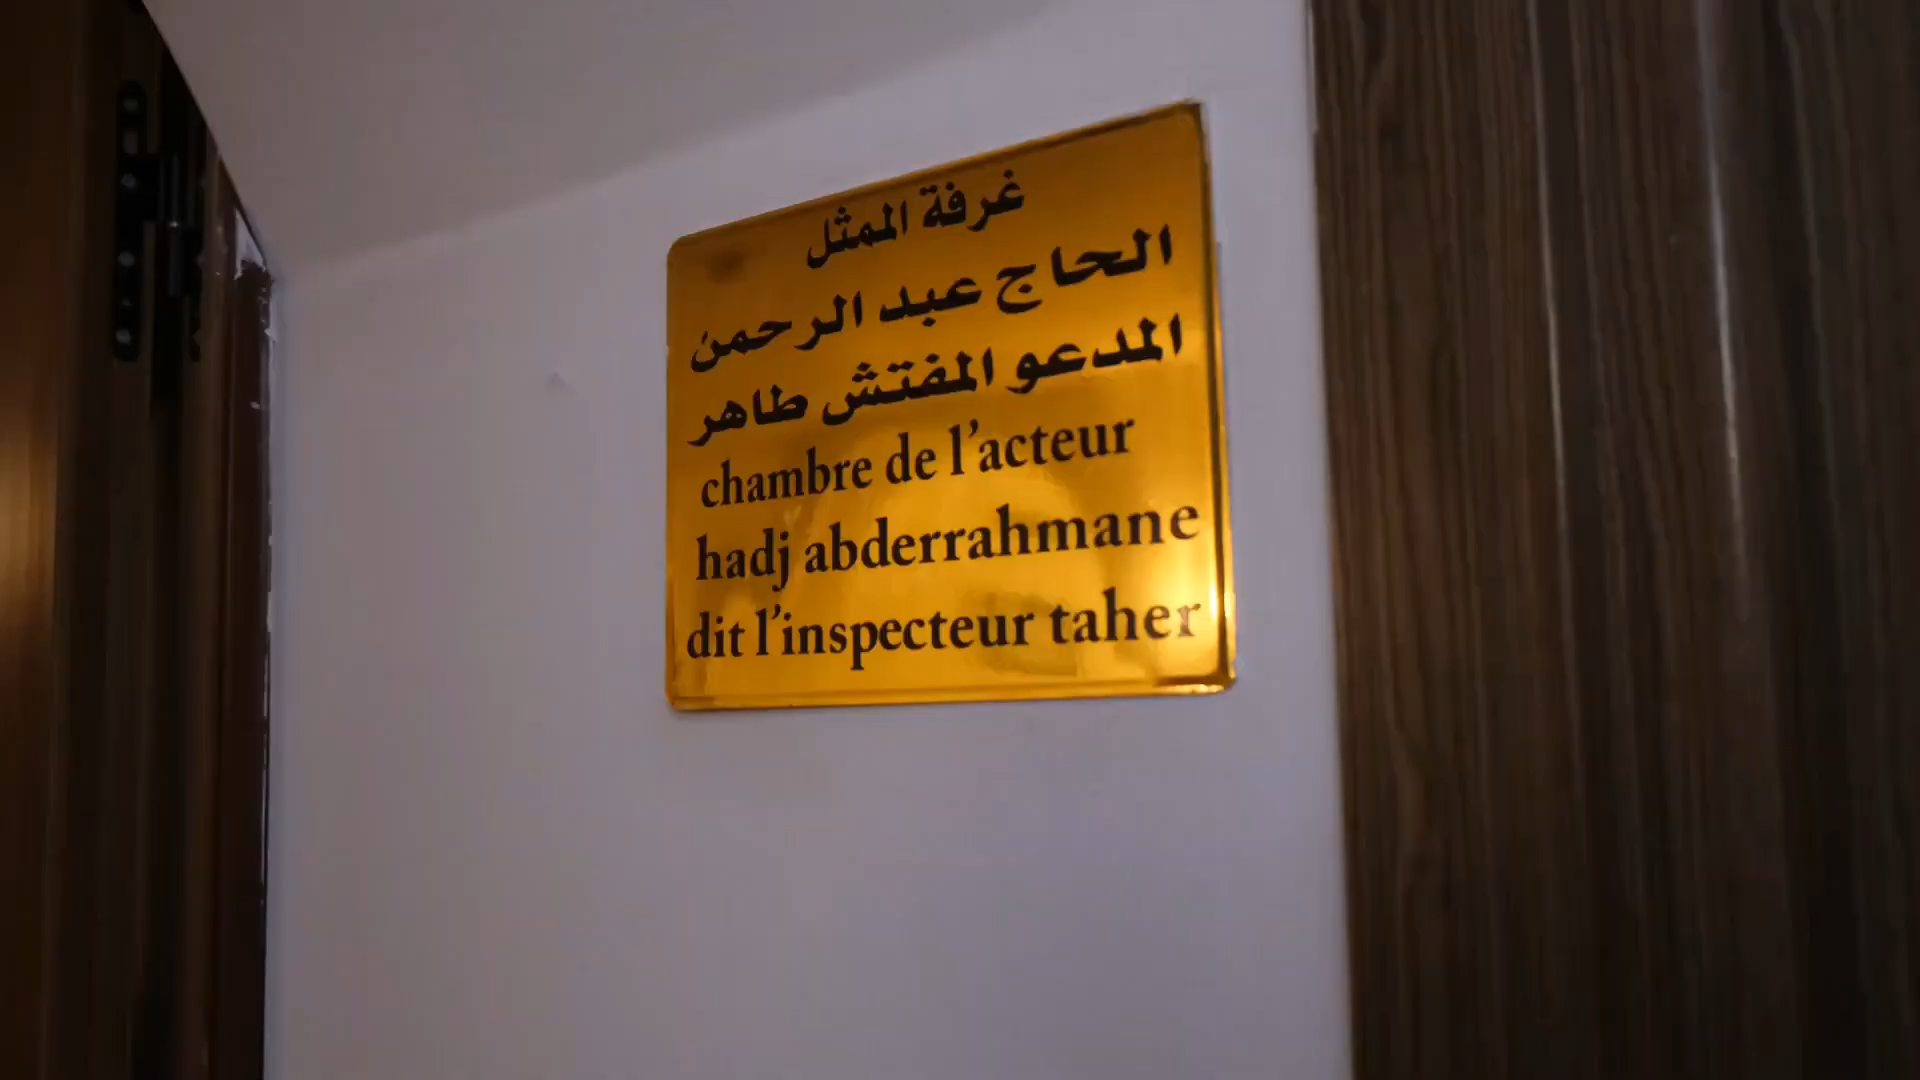 غرفة الممثل
الحاج عبد الرحمن
المدعو المفتش طاهر
chambre de l'acteur
hadj abderrahmane
dit l'inspecteur taher